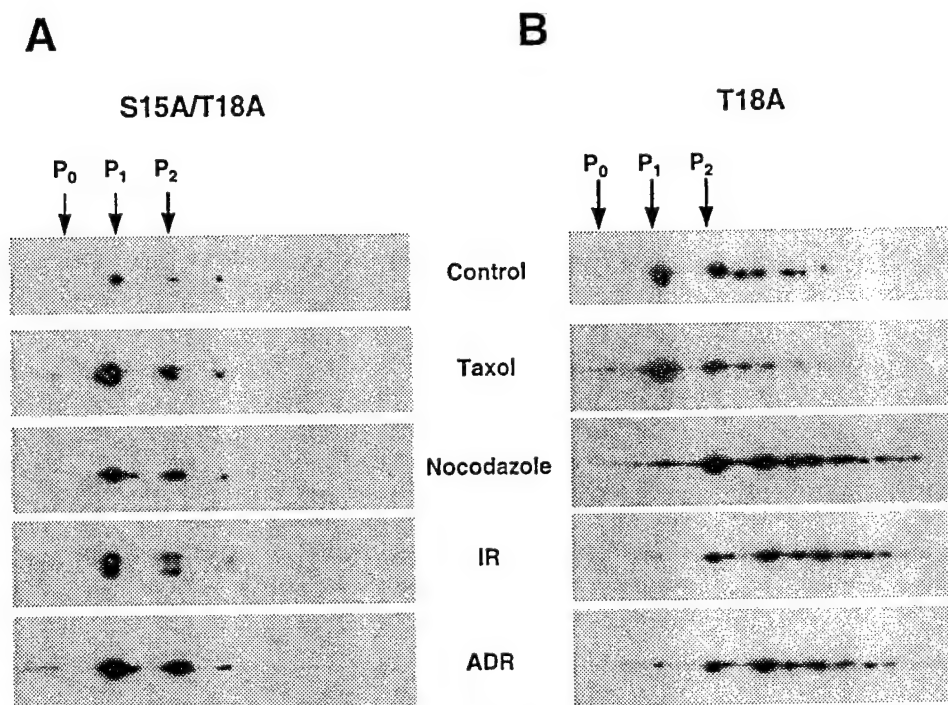 A
B
S15A/T18A
T18A
P0 P1 P2
P0 P1 P2
Control
Taxol
Nocodazole
IR
ADR